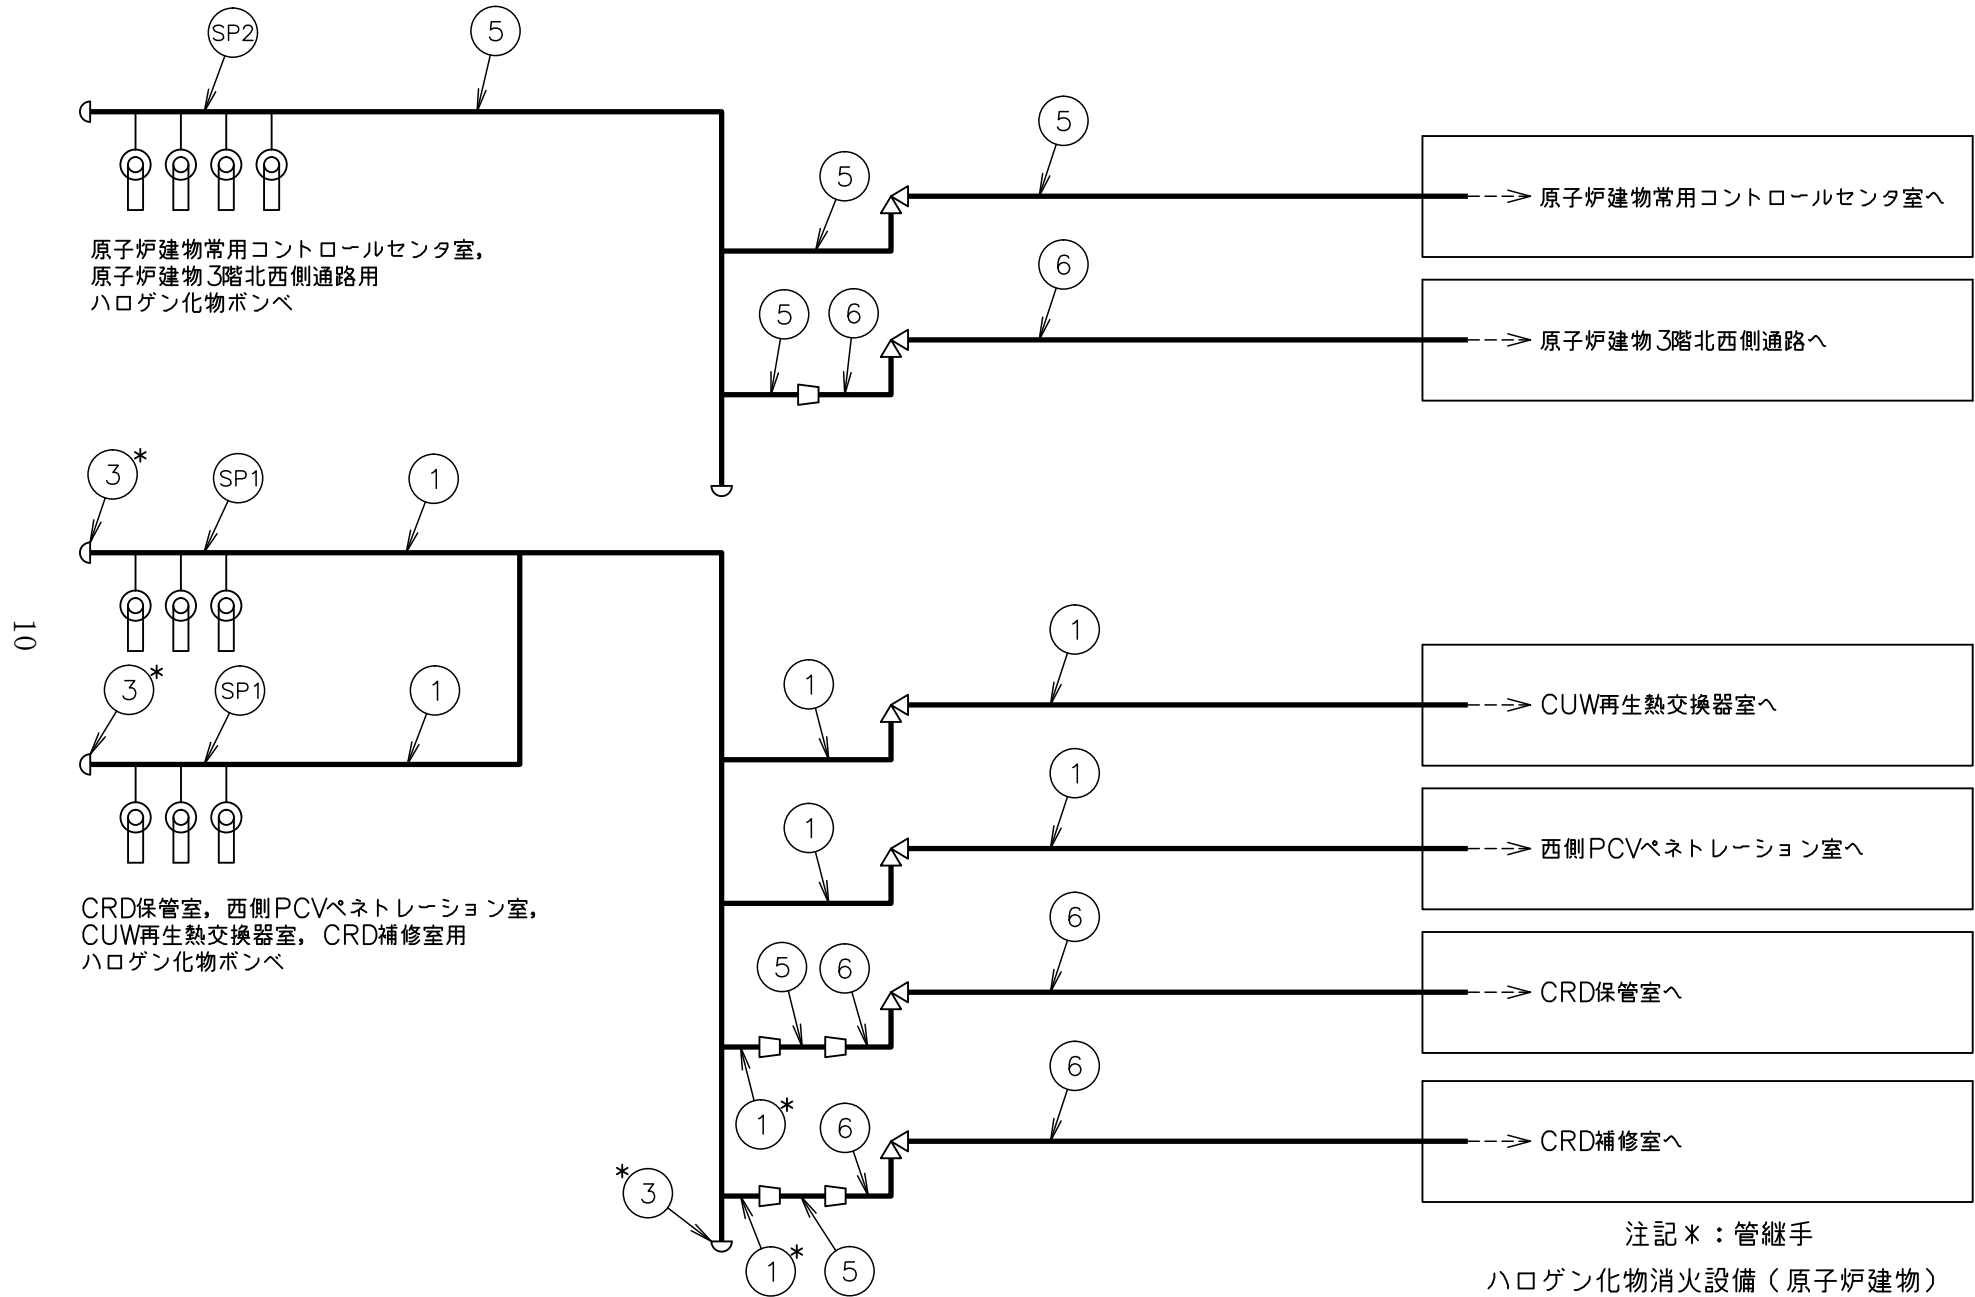 SP2
5
5
5
原子炉建物常用コントロールセンタ室へ
原子炉建物常用コントロールセンタ室,
原子炉建物3階北西側通路用
ハロゲン化物ボンベ
6
5
6
原子炉建物3階北西側通路へ
3*
SP1
1
10
3*
SP1
1
1
1
CUW再生熱交換器室へ
1
1
西側PCVペネトレーション室へ
CRD保管室, 西側PCVペネトレーション室,
CUW再生熱交換器室, CRD補修室用
ハロゲン化物ボンベ
6
5
6
CRD保管室へ
1*
6
6
CRD補修室へ
3*
1*
5
注記*:管継手
ハロゲン化物消火設備(原子炉建物)